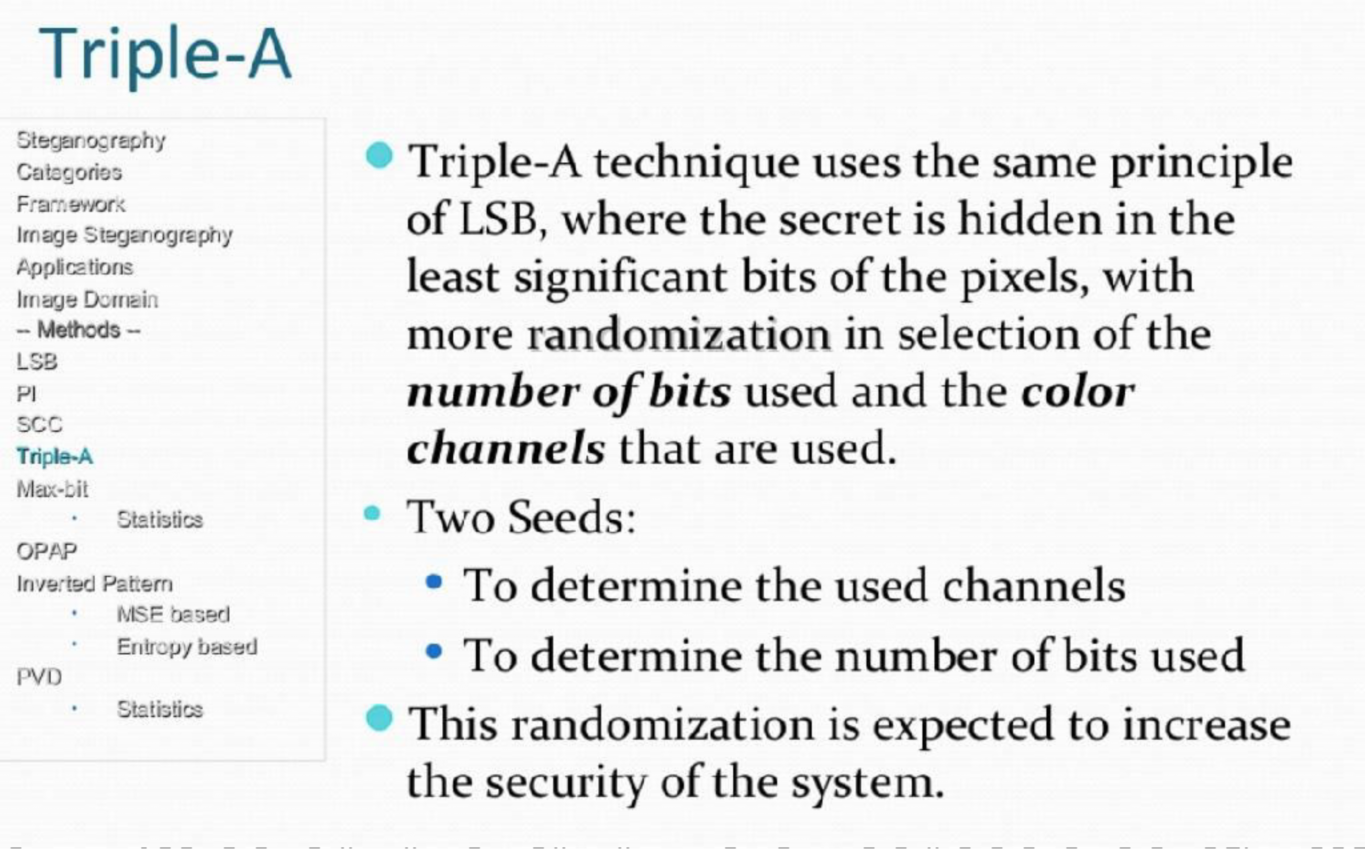 Triple-A
Steganography
Categories
Framework
Image Steganography
Applications
Image Domain
-- Methods --
LSB
PI
SCC
Triple-A
Max-bit
• Statistics
OPAP
Inverted Pattern
• MSE based
• Entropy based
PVD
• Statistics
• Triple-A technique uses the same principle
of LSB, where the secret is hidden in the
least significant bits of the pixels, with
more randomization in selection of the
number of bits used and the color
channels that are used.
• Two Seeds:
• To determine the used channels
• To determine the number of bits used
• This randomization is expected to increase
the security of the system.